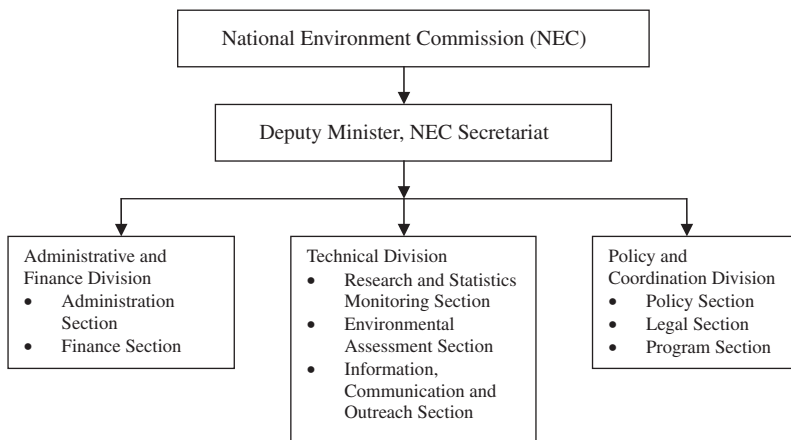 National Environment Commission (NEC)
Deputy Minister, NEC Secretariat
Administrative and
Finance Division
• Administration
Section
• Finance Section
Technical Division
• Research and Statistics
Monitoring Section
• Environmental
Assessment Section
• Information,
Communication and
Outreach Section
Policy and
Coordination Division
• Policy Section
• Legal Section
• Program Section